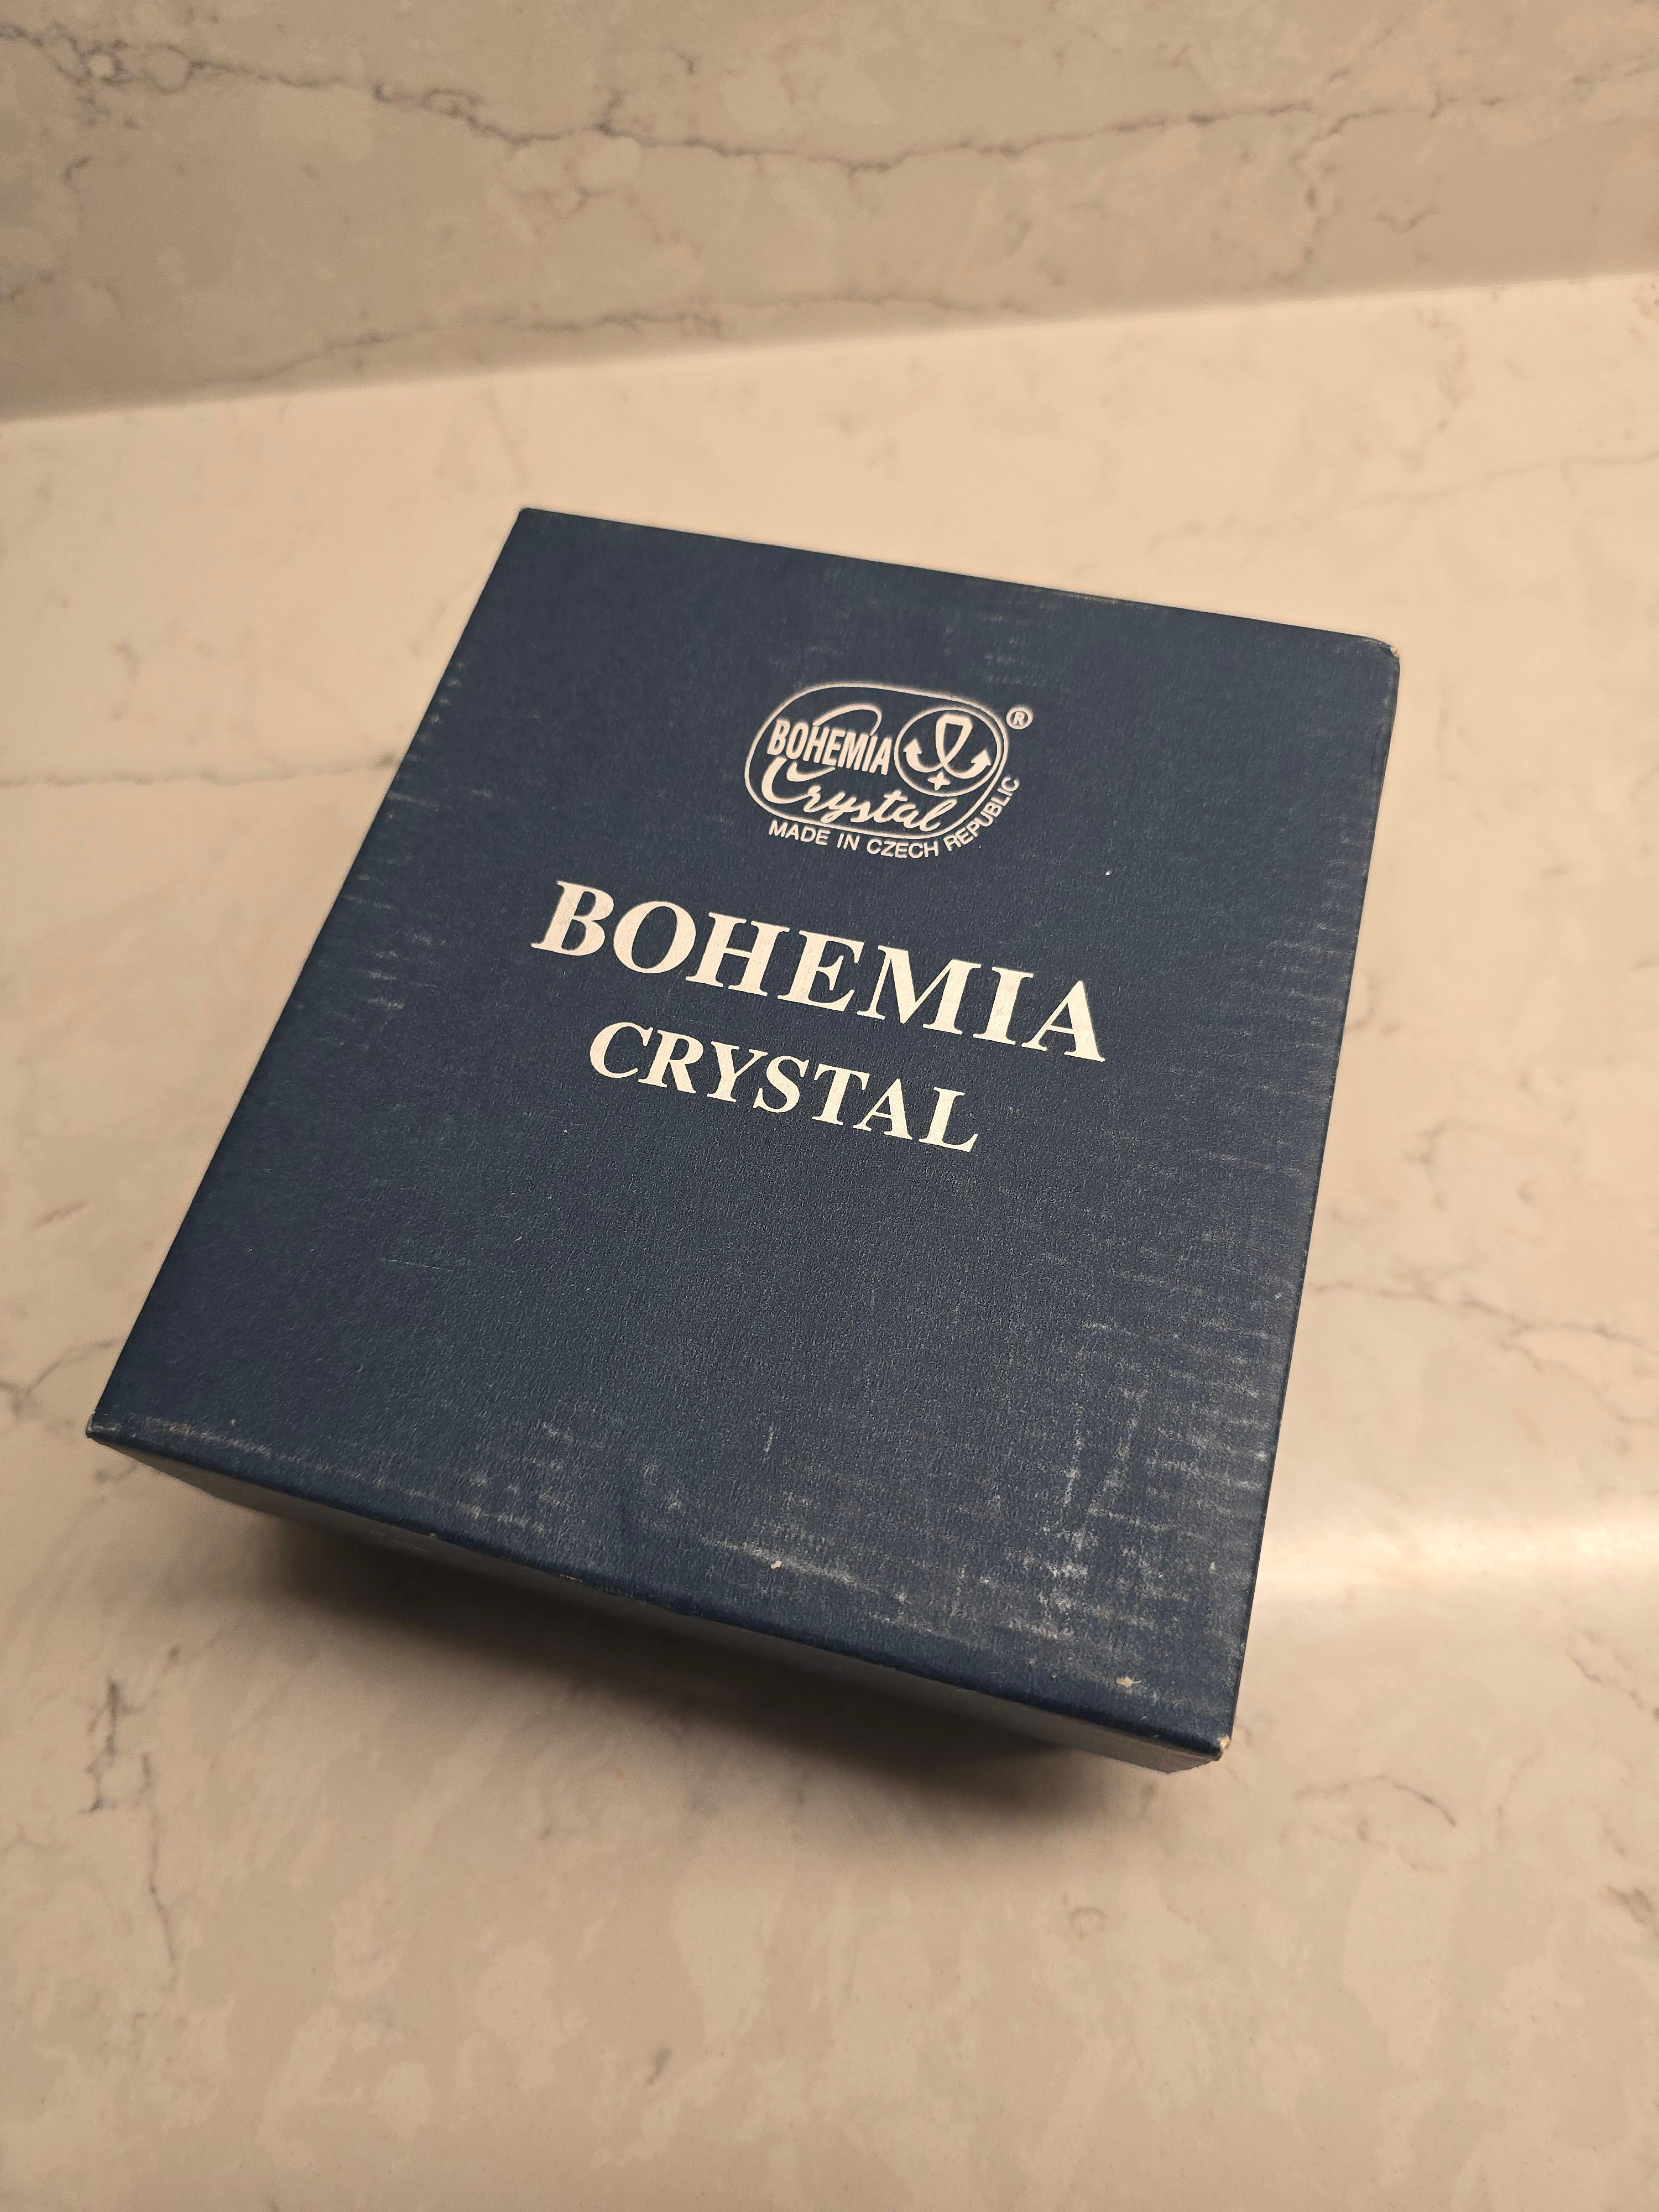 BOHEMIA ®
Crystal
MADE IN CZECH REPUBLIC
BOHEMIA
CRYSTAL